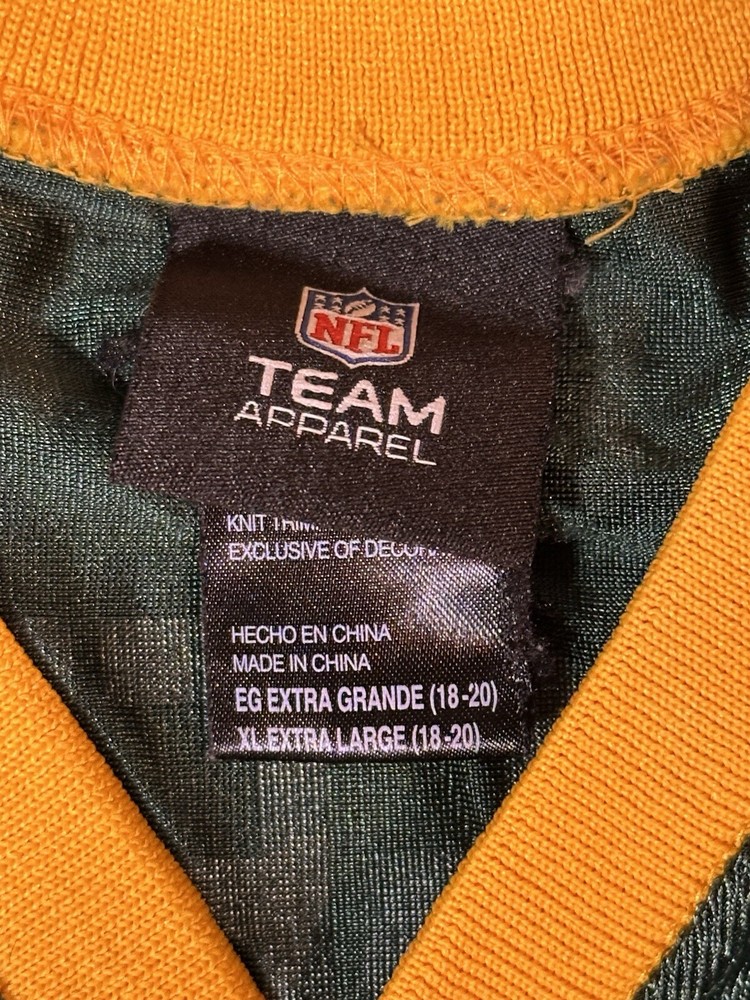 NFL
TEAM
APPAREL
KNIT TRIM
EXCLUSIVE OF
HECHO EN CHINA
MADE IN CHINA
EG EXTRA GRANDE (18-20)
XL EXTRA LARGE (18-20)